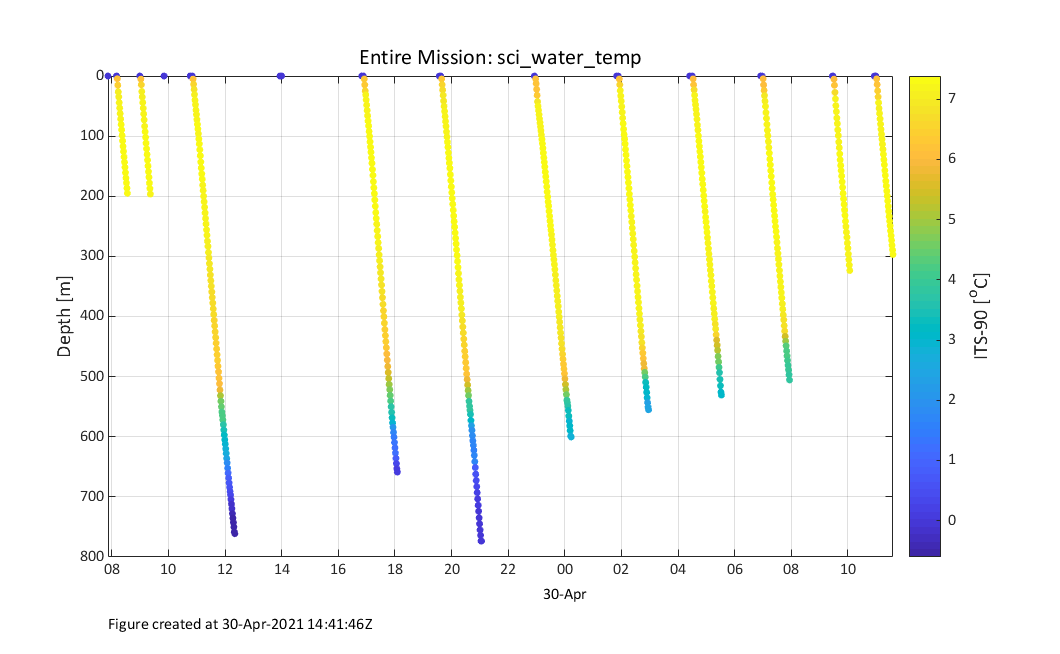 Entire Mission: sci_water_temp
0
100
200
300
400
500
600
700
800
Depth [m]
08 10 12 14 16 18 20 22 00 02 04 06 08 10
30-Apr
7
6
5
4
3
2
1
0
ITS-90 [°C]
Figure created at 30-Apr-2021 14:41:46Z